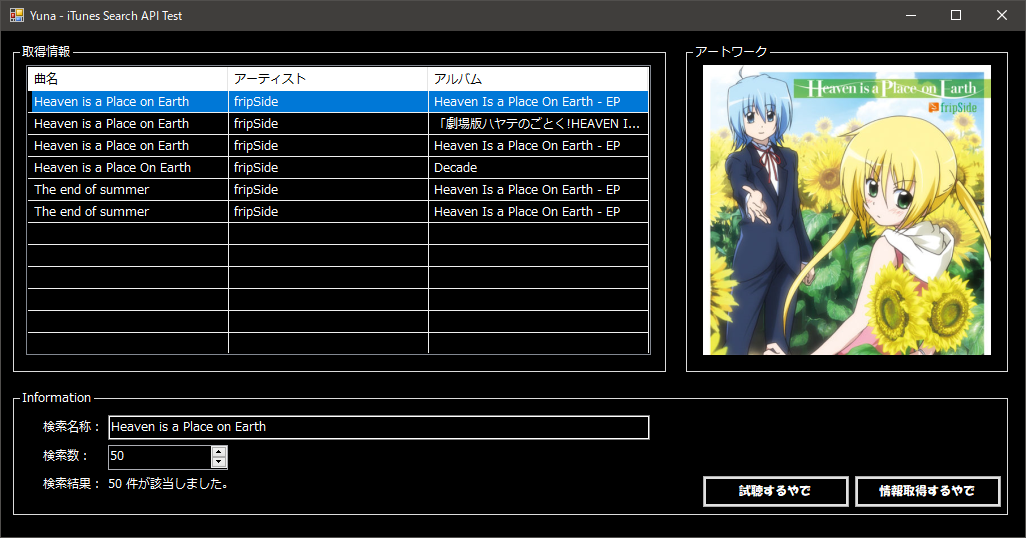 Yuna - iTunes Search API Test
取得情報
曲名 アーティスト アルバム
Heaven is a Place on Earth fripSide Heaven Is a Place On Earth - EP
Heaven is a Place on Earth fripSide 「劇場版ハヤテのごとく!HEAVEN I...
Heaven is a Place on Earth fripSide Heaven Is a Place On Earth - EP
Heaven is a Place On Earth fripSide Decade
The end of summer fripSide Heaven Is a Place On Earth - EP
The end of summer fripSide Heaven Is a Place On Earth - EP
アートワーク
Heaven is a Place on Earth
fripSide
Information
検索名称： Heaven is a Place on Earth
検索数： 50
検索結果： 50 件が該当しました。
試聴するやで 情報取得するやで